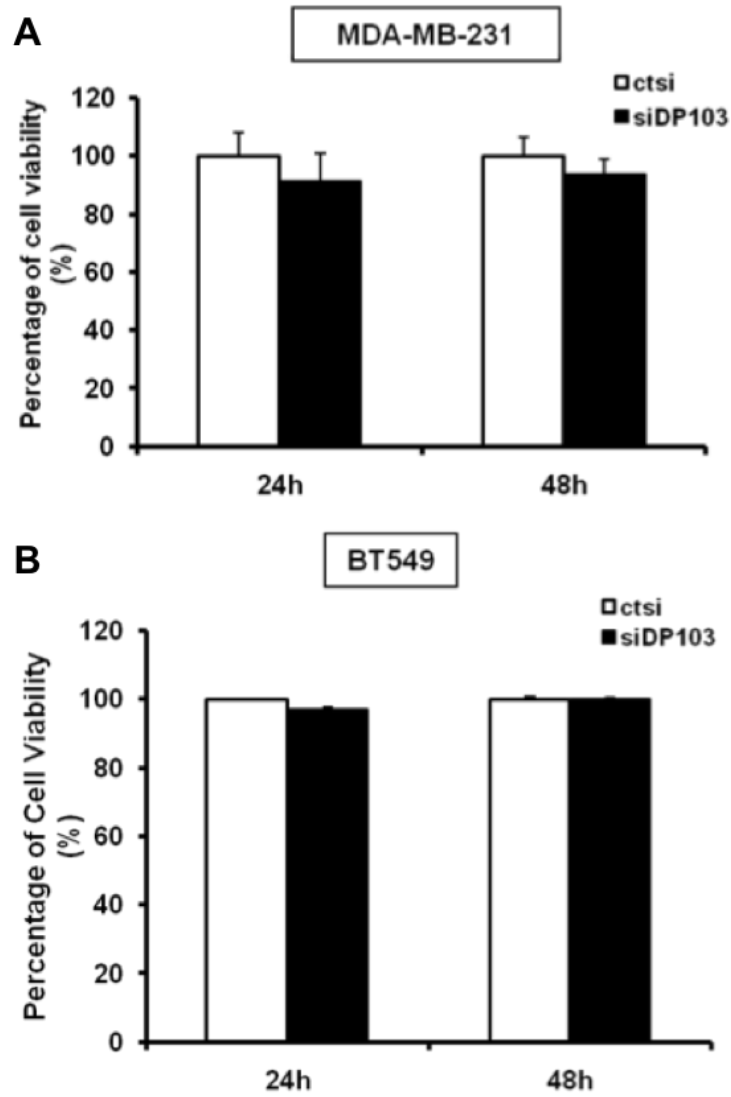 A
MDA-MB-231
ctsi
siDP103
Percentage of cell viability
(%)
120
100
80
60
40
20
0
24h
48h
B
BT549
ctsi
siDP103
Percentage of Cell Viability
(%)
120
100
80
60
40
20
0
24h
48h